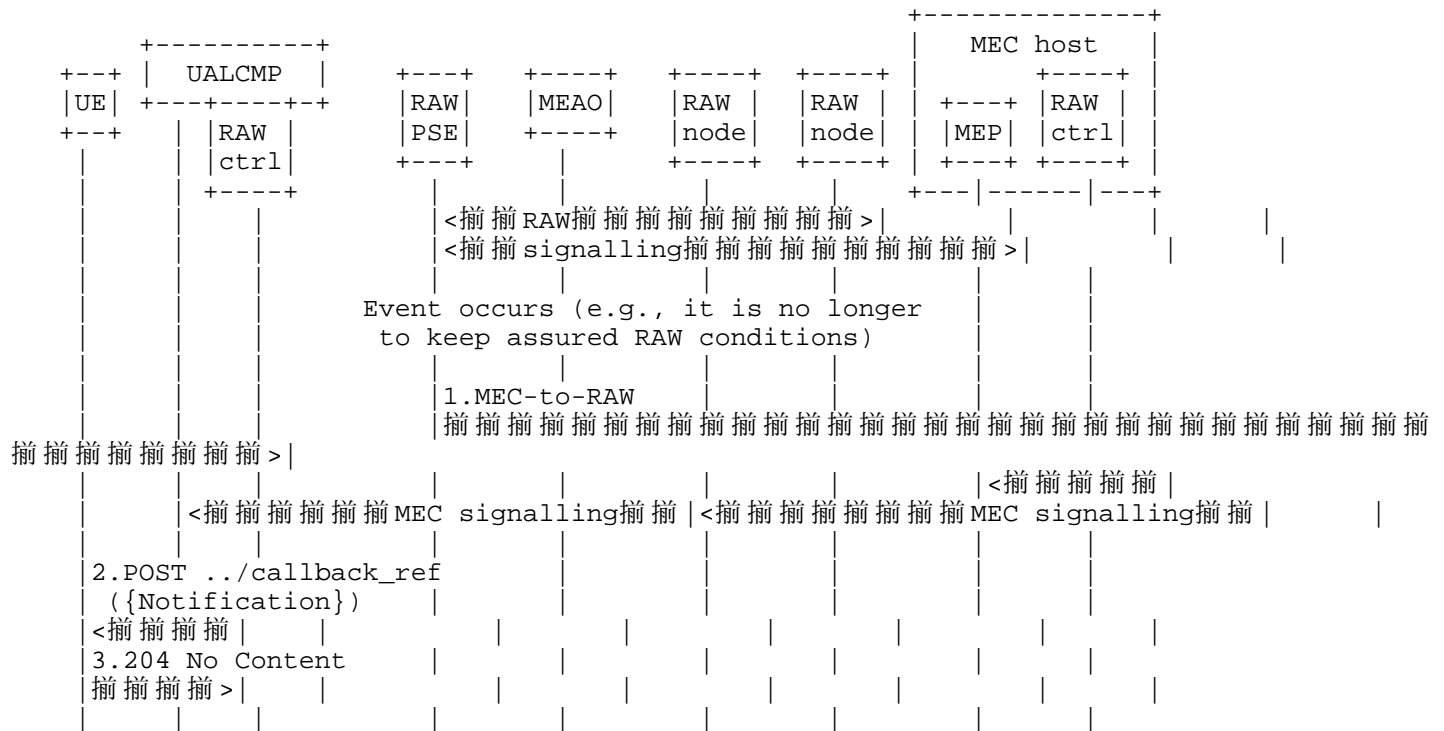 MEC host
UALCMP
UE RAW MEAO RAW RAW RAW
RAW PSE node node MEP ctrl
ctrl
<揃揃RAW揃揃揃揃揃揃揃揃揃>
<揃揃signalling揃揃揃揃揃揃揃揃揃揃>
Event occurs (e.g., it is no longer
to keep assured RAW conditions)
1.MEC-to-RAW
揃揃揃揃揃揃揃揃揃揃揃揃揃揃揃揃揃揃揃揃揃揃揃揃揃揃揃揃揃揃揃
揃揃揃揃揃揃揃揃>
<揃揃揃揃揃
<揃揃揃揃揃揃MEC signalling揃揃|<揃揃揃揃揃揃揃揃MEC signalling揃揃
2.POST ../callback_ref
({Notification})
<揃揃揃揃
3.204 No Content
揃揃揃揃>